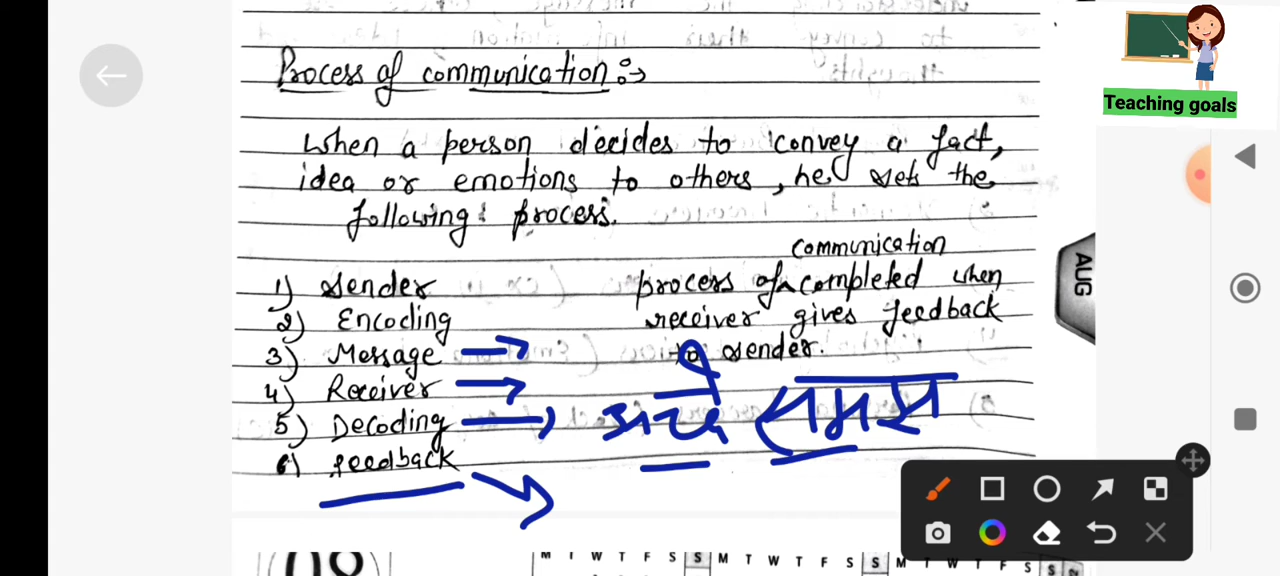 Process of communication :→
When a person decides to convey a fact,
idea or emotions to others, he sets the
following process.
1) Sender
2) Encoding
3) Message →
4) Receiver →
5) Decoding →
6) feedback →
communication
process of completed when
receiver gives feedback
to sender.
Teaching goals
AUG
M T W T F S S M T W T F S S M T W T F S S